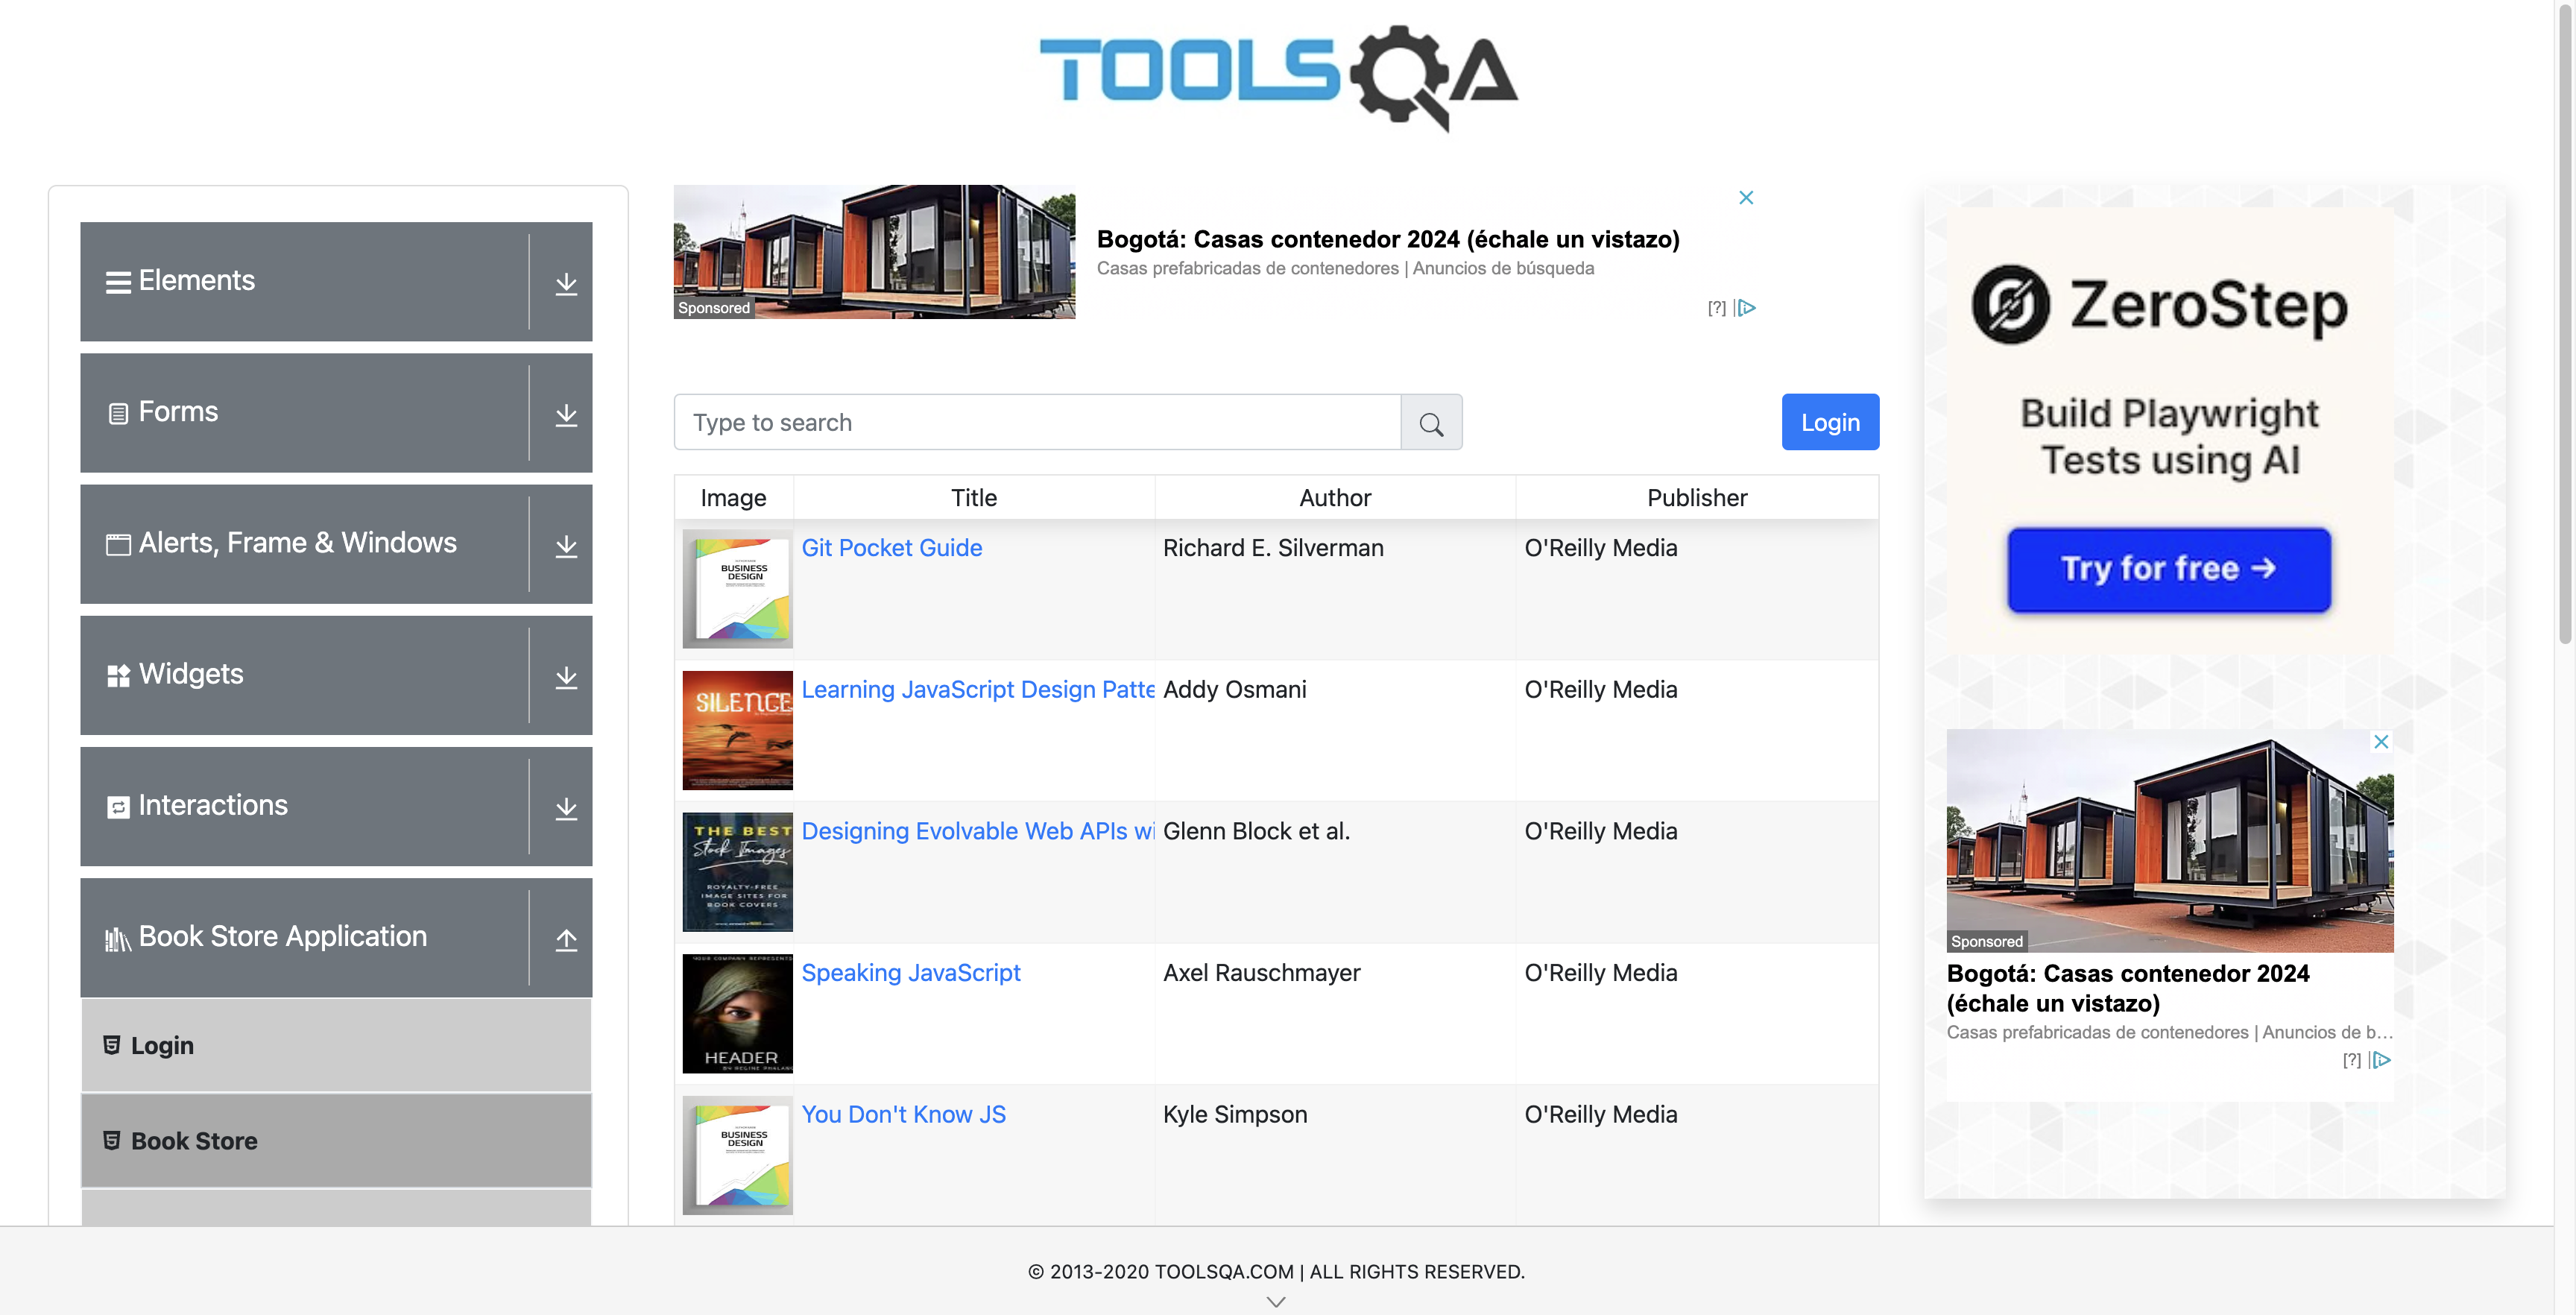 TOOLSQA
Elements
Forms
Alerts, Frame & Windows
Widgets
Interactions
Book Store Application
Login
Book Store
Sponsored
Bogotá: Casas contenedor 2024 (échale un vistazo)
Casas prefabricadas de contenedores | Anuncios de búsqueda
[?]
Type to search
Login
Image Title Author Publisher
BUSINESS
DESIGN
Git Pocket Guide Richard E. Silverman O'Reilly Media
SILENCE
Learning JavaScript Design Patte Addy Osmani O'Reilly Media
THE BEST
Stock Images
ROYALTY-FREE
IMAGE SITES FOR
BOOK COVERS
Designing Evolvable Web APIs wi Glenn Block et al. O'Reilly Media
YOUR COMPANY REPRESENTS
HEADER
Speaking JavaScript Axel Rauschmayer O'Reilly Media
BUSINESS
DESIGN
You Don't Know JS Kyle Simpson O'Reilly Media
ZeroStep
Build Playwright
Tests using AI
Try for free →
Sponsored
Bogotá: Casas contenedor 2024
(échale un vistazo)
Casas prefabricadas de contenedores | Anuncios de b...
[?]
© 2013-2020 TOOLSQA.COM | ALL RIGHTS RESERVED.